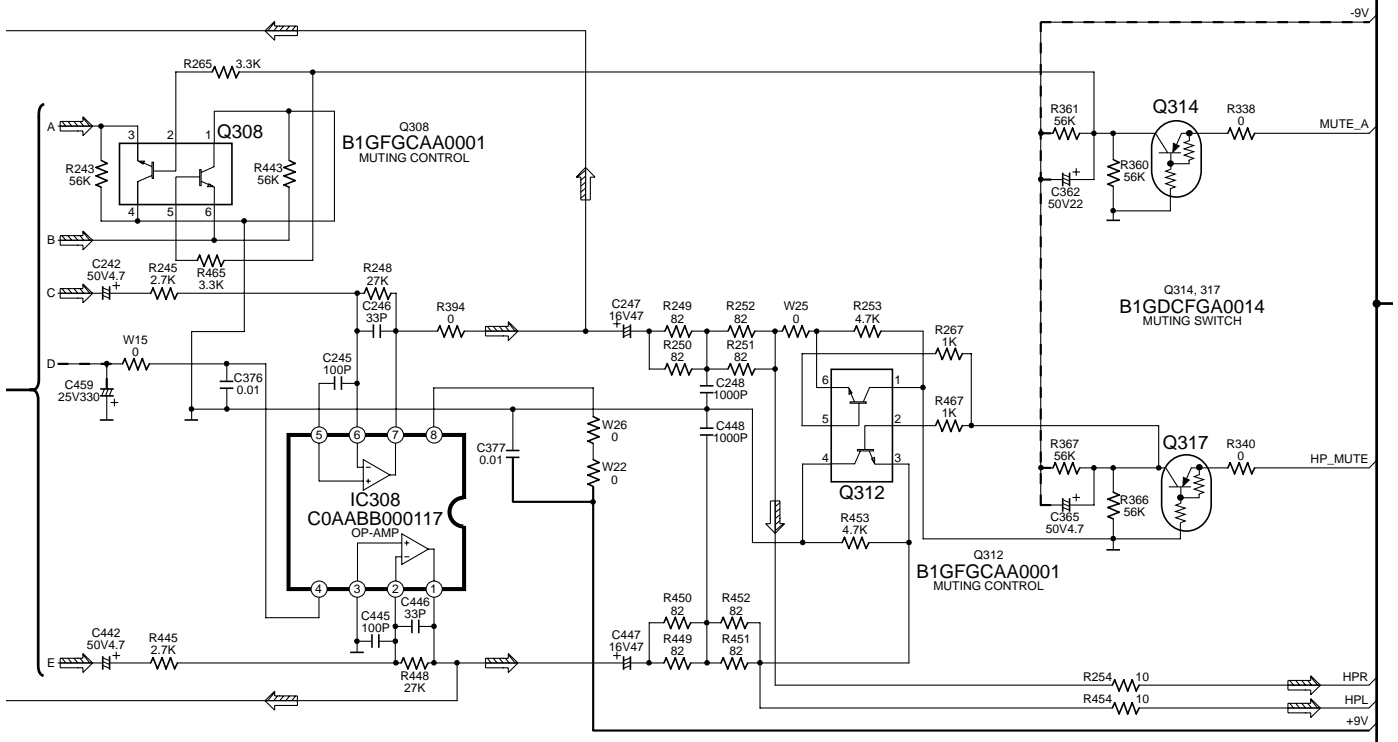 -9V
R265 3.3K
A
3 2 1
Q308
Q308
B1GFGCAA0001
MUTING CONTROL
R243
56K
R443
56K
4 5 6
B
R465
3.3K
R361
56K
Q314
R338
0
MUTE_A
R360
56K
+
C362
50V22
C242
50V4.7
+
C
R245
2.7K
R248
27K
C246
33P
R394
0
C247
16V47
+
R249
82
R252
82
W25
0
R253
4.7K
R250
82
R251
82
R267
1K
Q314, 317
B1GDCFGA0014
MUTING SWITCH
W15
0
D
C459
25V330
+
C376
0.01
C245
100P
C248
1000P
C448
1000P
6 1
5 2
4 3
Q312
R467
1K
R367
56K
Q317
R340
0
HP_MUTE
+
C365
50V4.7
R366
56K
5 6 7 8
−
+
IC308
C0AABB000117
OP-AMP
+
−
4 3 2 1
C377
0.01
W26
0
W22
0
R453
4.7K
Q312
B1GFGCAA0001
MUTING CONTROL
C442
50V4.7
+
E
R445
2.7K
C445
100P
C446
33P
R448
27K
C447
16V47
+
R450
82
R452
82
R449
82
R451
82
R254 10
HPR
R454 10
HPL
+9V